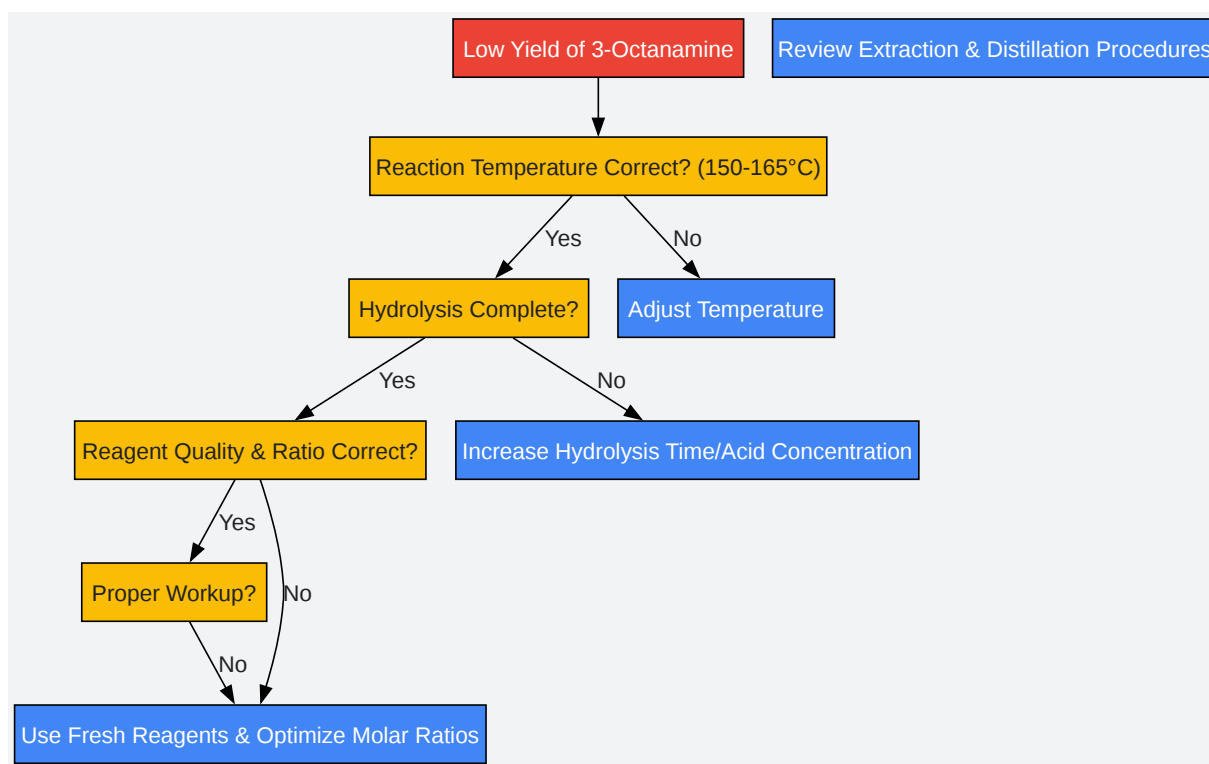 Low Yield of 3-Octanamine
Review Extraction & Distillation Procedures
Reaction Temperature Correct? (150-165°C)
Yes
No
Hydrolysis Complete?
Adjust Temperature
Yes
No
Reagent Quality & Ratio Correct?
Increase Hydrolysis Time/Acid Concentration
Yes
Proper Workup?
No
No
Use Fresh Reagents & Optimize Molar Ratios